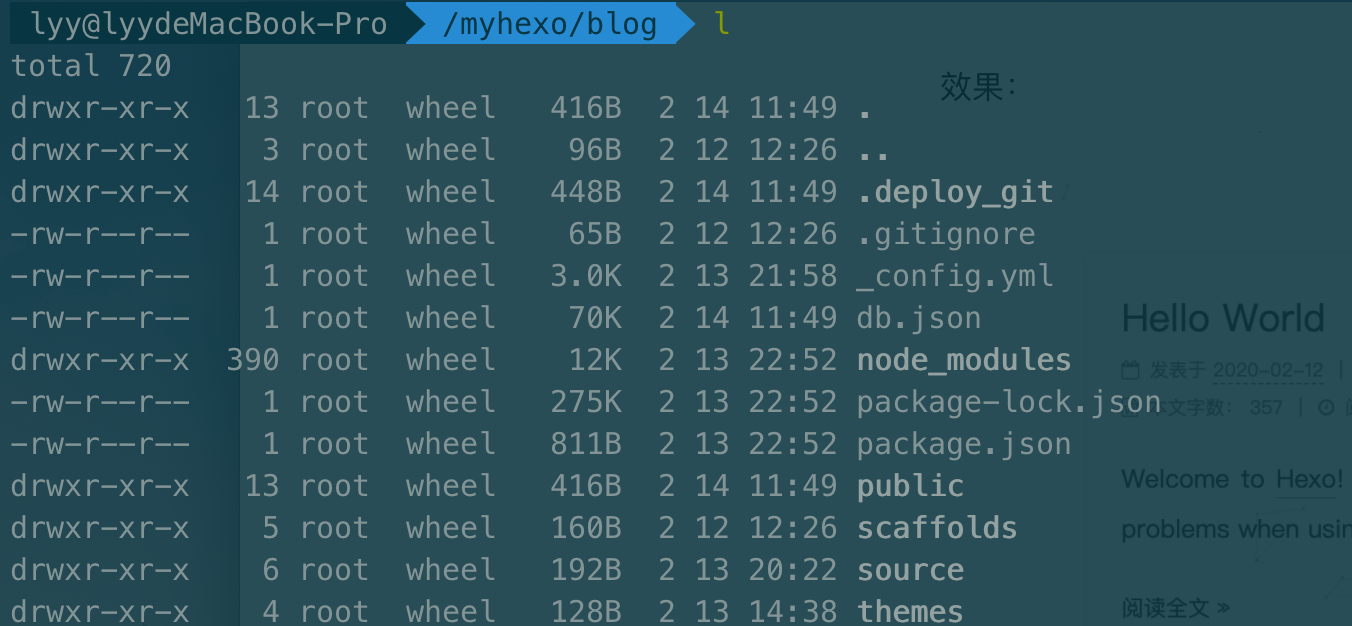 lyy@lyydeMacBook-Pro /myhexo/blog l
total 720
drwxr-xr-x 13 root wheel 416B 2 14 11:49 .
drwxr-xr-x 3 root wheel 96B 2 12 12:26 ..
drwxr-xr-x 14 root wheel 448B 2 14 11:49 .deploy_git
-rw-r--r-- 1 root wheel 65B 2 12 12:26 .gitignore
-rw-r--r-- 1 root wheel 3.0K 2 13 21:58 _config.yml
-rw-r--r-- 1 root wheel 70K 2 14 11:49 db.json
drwxr-xr-x 390 root wheel 12K 2 13 22:52 node_modules
-rw-r--r-- 1 root wheel 275K 2 13 22:52 package-lock.json
-rw-r--r-- 1 root wheel 811B 2 13 22:52 package.json
drwxr-xr-x 13 root wheel 416B 2 14 11:49 public
drwxr-xr-x 5 root wheel 160B 2 12 12:26 scaffolds
drwxr-xr-x 6 root wheel 192B 2 13 20:22 source
drwxr-xr-x 4 root wheel 128B 2 13 14:38 themes
效果：
Hello World
发表于 2020-02-12 |
本文字数： 357 |
Welcome to Hexo!
problems when usin
阅读全文 »